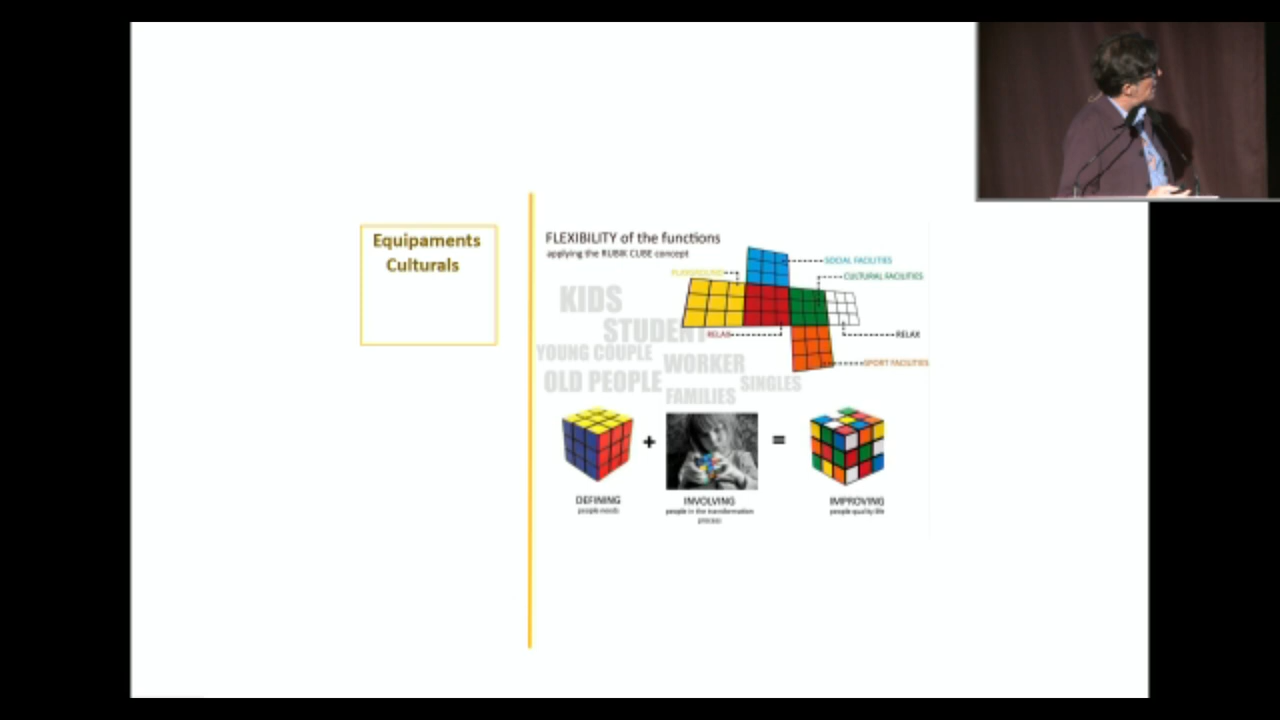 Equipaments
Culturals
FLEXIBILITY of the functions
applying the RUBIK CUBE concept
SOCIAL FACILITIES
PLAYGROUND
CULTURAL FACILITIES
KIDS
STUDENT
RELAX
RELAX
YOUNG COUPLE
WORKER
SPORT FACILITIES
OLD PEOPLE
SINGLES
FAMILIES
+
=
DEFINING
people needs
INVOLVING
people in the transformation
process
IMPROVING
people quality life